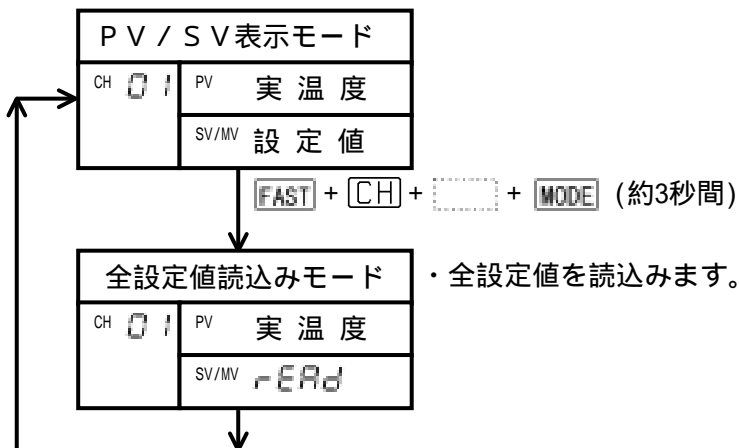 ＰＶ／ＳＶ表示モード
CH 01 PV 実温度
SV/MV 設定値
FAST + CH + + MODE (約3秒間)
全設定値読込みモード ・全設定値を読込みます。
CH 01 PV 実温度
SV/MV rEAd